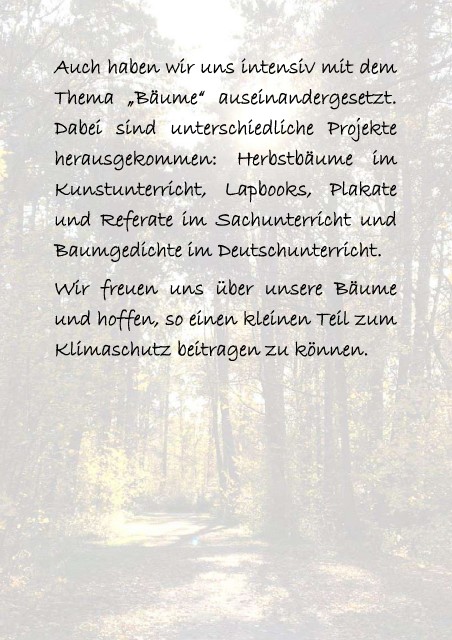 Auch haben wir uns intensiv mit dem
Thema „Bäume“ auseinandergesetzt.
Dabei sind unterschiedliche Projekte
herausgekommen: Herbstbäume im
Kunstunterricht, Lapbooks, Plakate
und Referate im Sachunterricht und
Baumgedichte im Deutschunterricht.
Wir freuen uns über unsere Bäume
und hoffen, so einen kleinen Teil zum
Klimaschutz beitragen zu können.